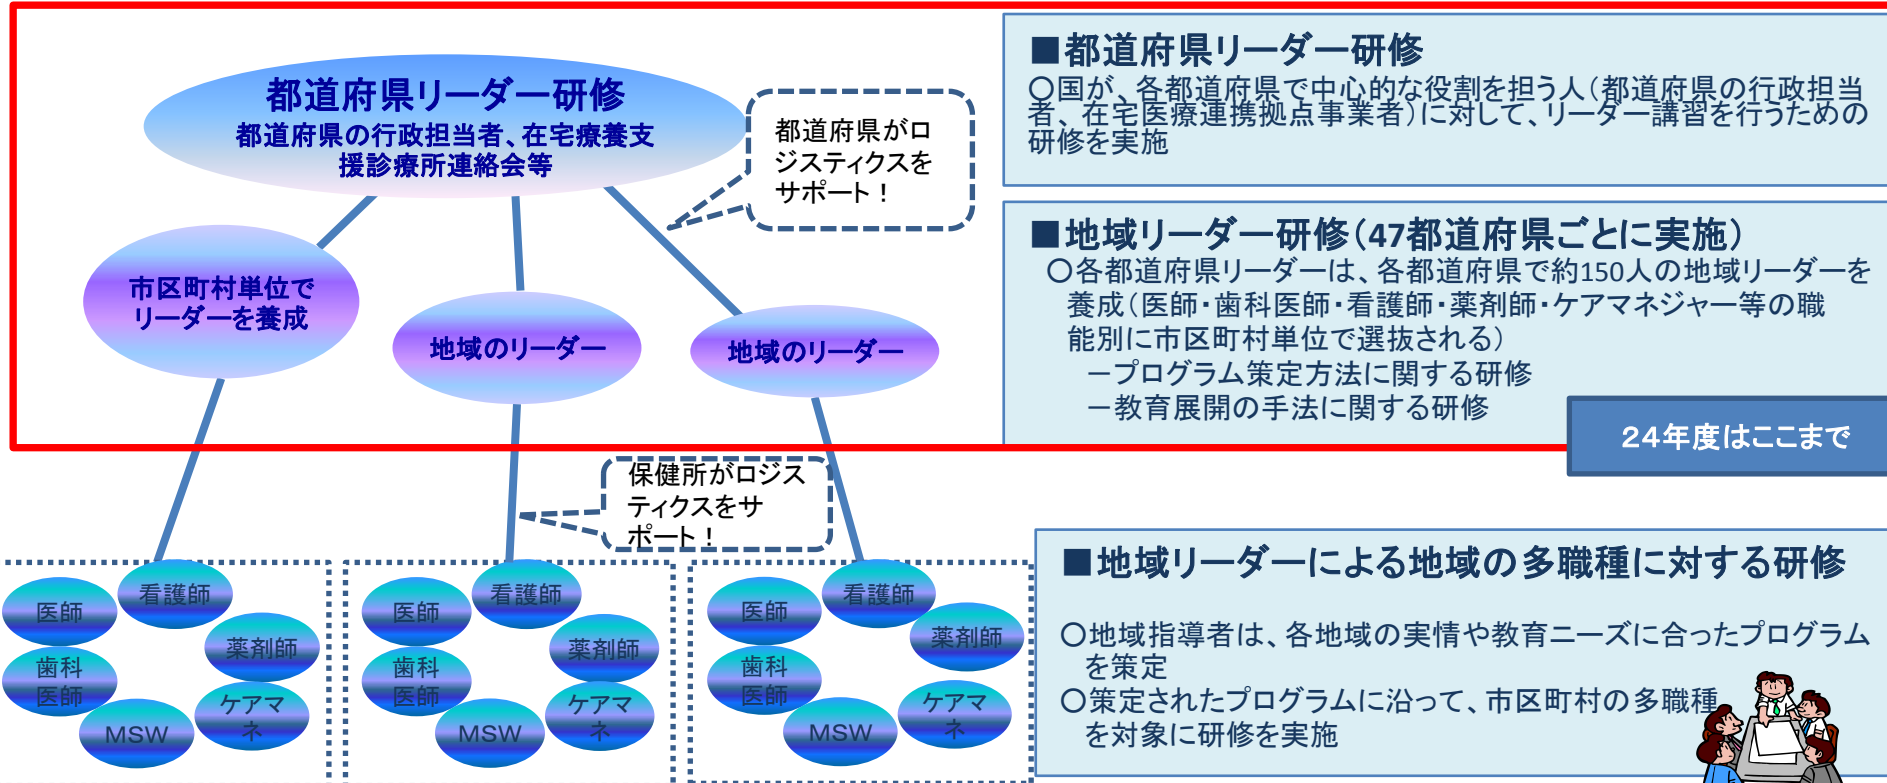 都道府県リーダー研修
都道府県の行政担当者、在宅療養支
援診療所連絡会等
都道府県がロ
ジスティクスを
サポート！
市区町村単位で
リーダーを養成
地域のリーダー
地域のリーダー
■都道府県リーダー研修
○国が、各都道府県で中心的な役割を担う人（都道府県の行政担当
者、在宅医療連携拠点事業者）に対して、リーダー講習を行うための
研修を実施
■地域リーダー研修（47都道府県ごとに実施）
○各都道府県リーダーは、各都道府県で約150人の地域リーダーを
養成（医師・歯科医師・看護師・薬剤師・ケアマネジャー等の職
能別に市区町村単位で選抜される）
－プログラム策定方法に関する研修
－教育展開の手法に関する研修
２４年度はここまで
保健所がロジス
ティクスをサ
ポート！
医師
看護師
薬剤師
歯科
医師
MSW
ケアマ
ネ
医師
看護師
薬剤師
歯科
医師
MSW
ケアマ
ネ
医師
看護師
薬剤師
歯科
医師
MSW
ケアマ
ネ
■地域リーダーによる地域の多職種に対する研修
○地域指導者は、各地域の実情や教育ニーズに合ったプログラム
を策定
○策定されたプログラムに沿って、市区町村の多職種
を対象に研修を実施